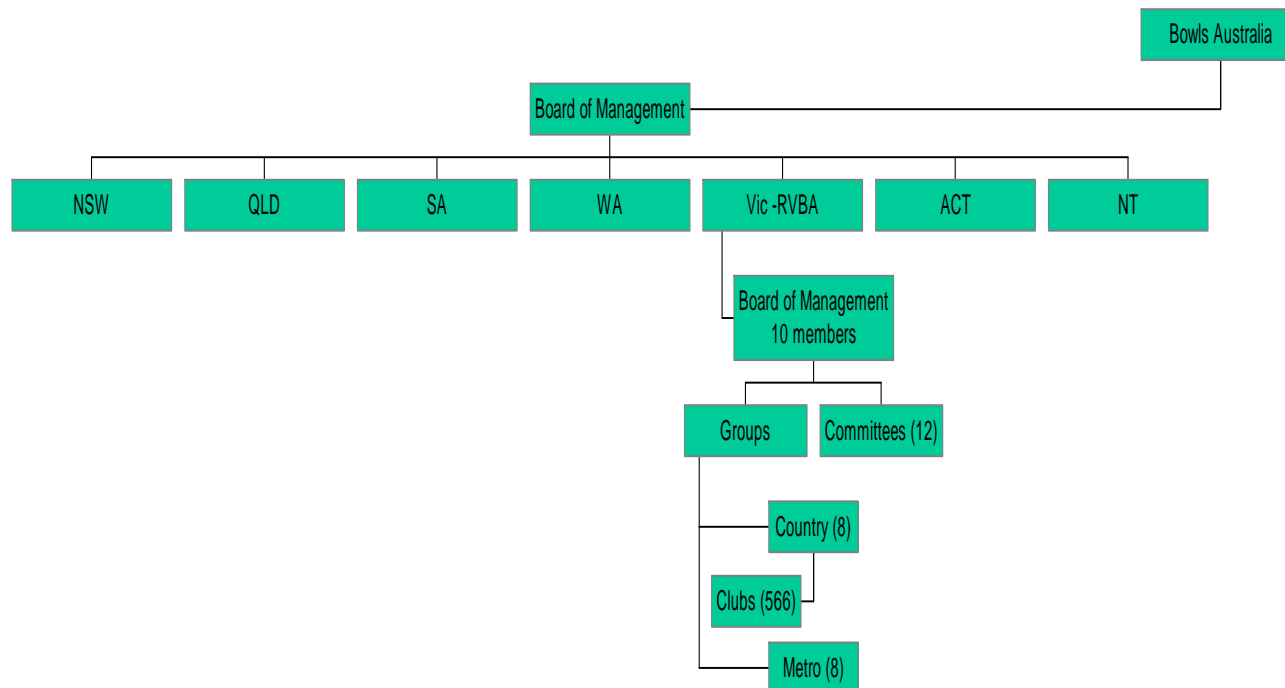 Bowls Australia
Board of Management
NSW
QLD
SA
WA
Vic -RVBA
ACT
NT
Board of Management
10 members
Groups
Committees (12)
Country (8)
Clubs (566)
Metro (8)